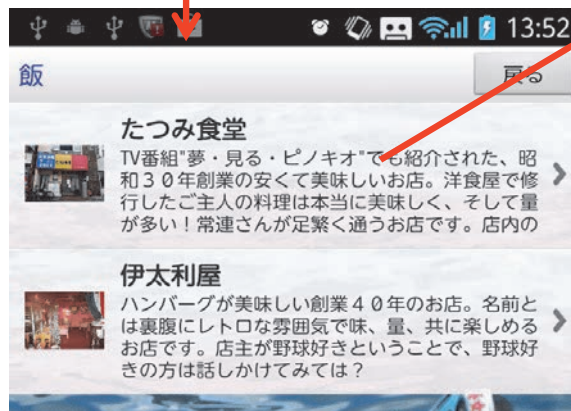 13:52
飯
戻る
たつみ食堂
TV番組"夢・見る・ピノキオ"でも紹介された、昭
和３０年創業の安くて美味しいお店。洋食屋で修
行したご主人の料理は本当に美味しく、そして量
が多い！常連さんが足繁く通うお店です。店内の
伊太利屋
ハンバーグが美味しい創業４０年のお店。名前と
は裏腹にレトロな雰囲気で味、量、共に楽しめる
お店です。店主が野球好きということで、野球好
きの方は話しかけてみては？